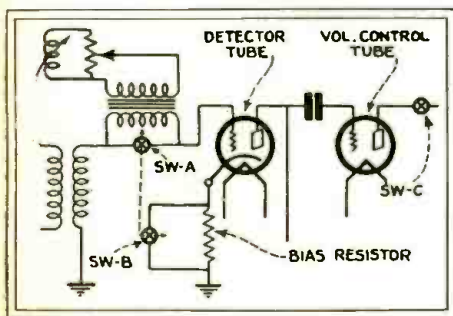 DETECTOR
TUBE
VOL. CONTROL
TUBE
SW-A
SW-C
SW-B
BIAS RESISTOR